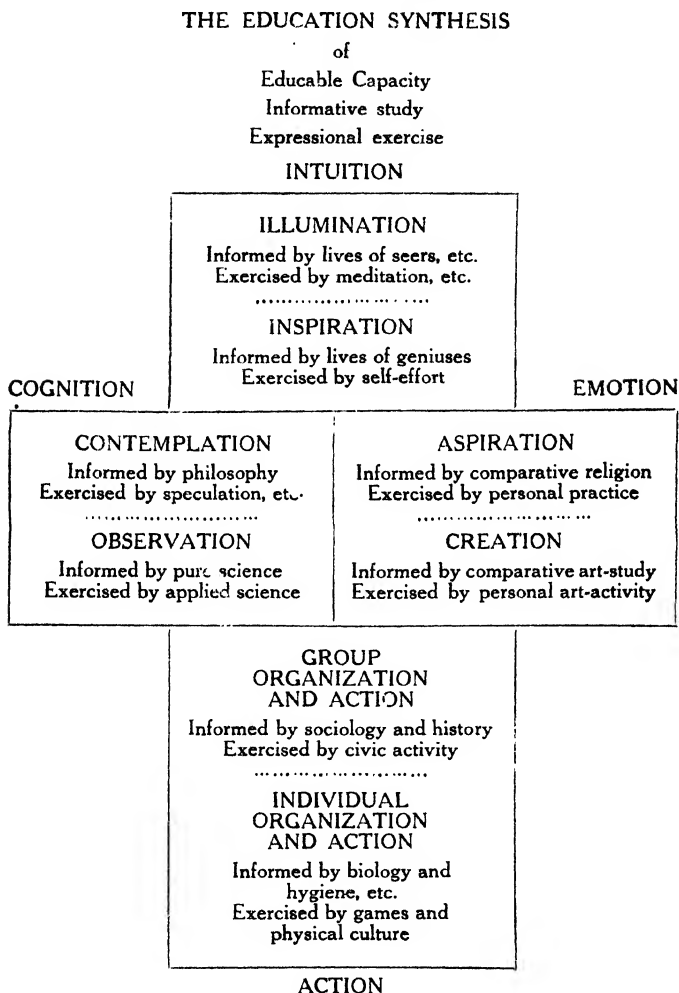 THE EDUCATION SYNTHESIS
of
Educable Capacity
Informative study
Expressional exercise
INTUITION
ILLUMINATION
Informed by lives of seers, etc.
Exercised by meditation, etc.
INSPIRATION
Informed by lives of geniuses
Exercised by self-effort
COGNITION
EMOTION
CONTEMPLATION
Informed by philosophy
Exercised by speculation, etc.
OBSERVATION
Informed by pure science
Exercised by applied science
ASPIRATION
Informed by comparative religion
Exercised by personal practice
CREATION
Informed by comparative art-study
Exercised by personal art-activity
GROUP
ORGANIZATION
AND ACTION
Informed by sociology and history
Exercised by civic activity
INDIVIDUAL
ORGANIZATION
AND ACTION
Informed by biology and
hygiene, etc.
Exercised by games and
physical culture
ACTION